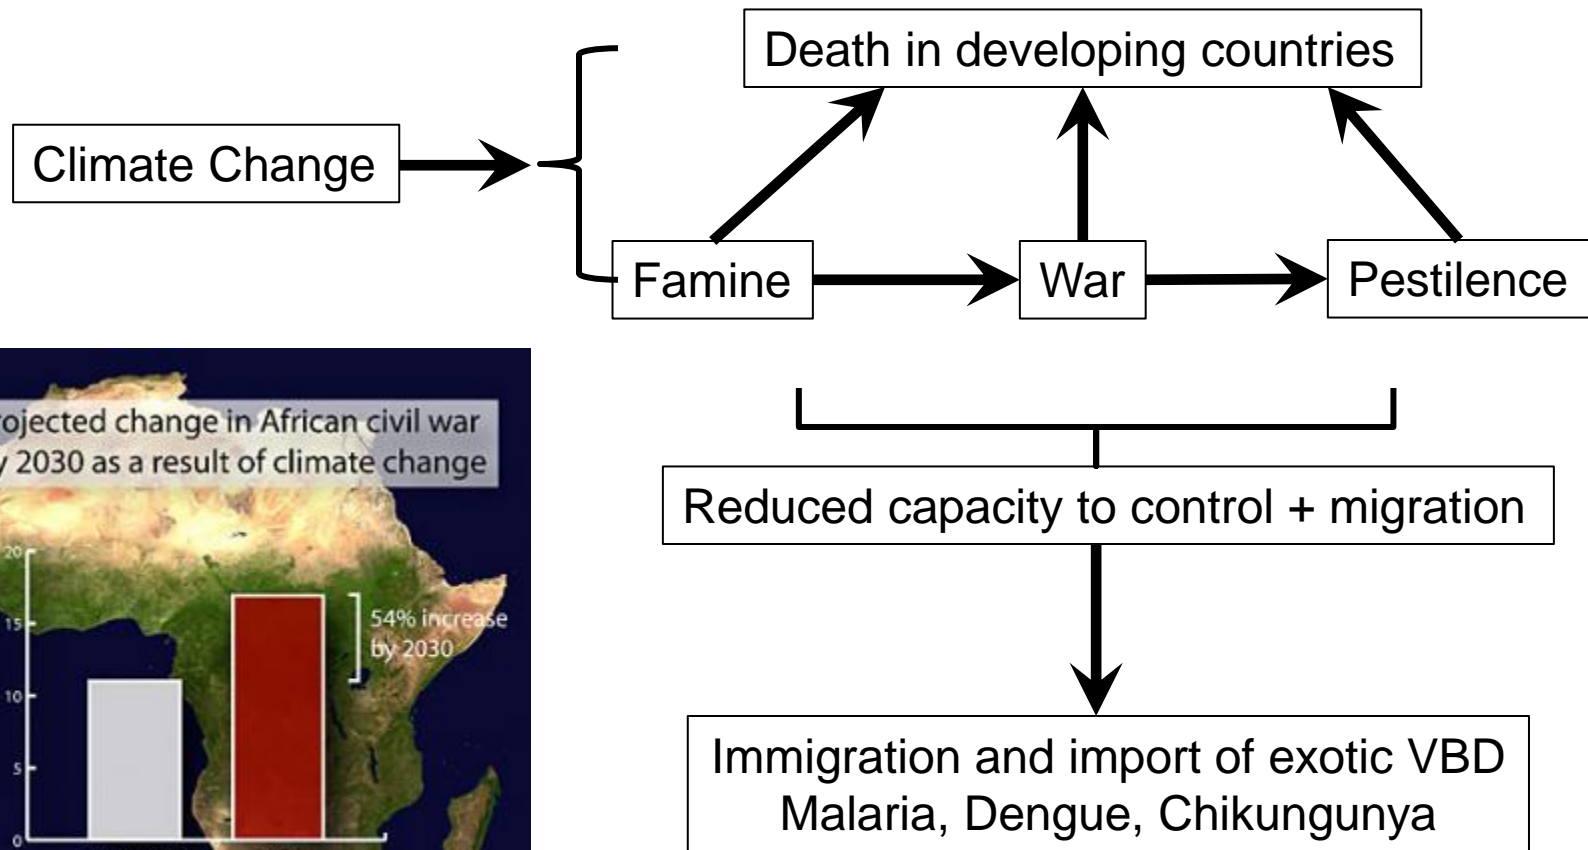 Death in developing countries
Climate Change
Famine
War
Pestilence
rojected change in African civil war
y 2030 as a result of climate change
20
15
10
5
0
54% increase
by 2030
Reduced capacity to control + migration
Immigration and import of exotic VBD
Malaria, Dengue, Chikungunya